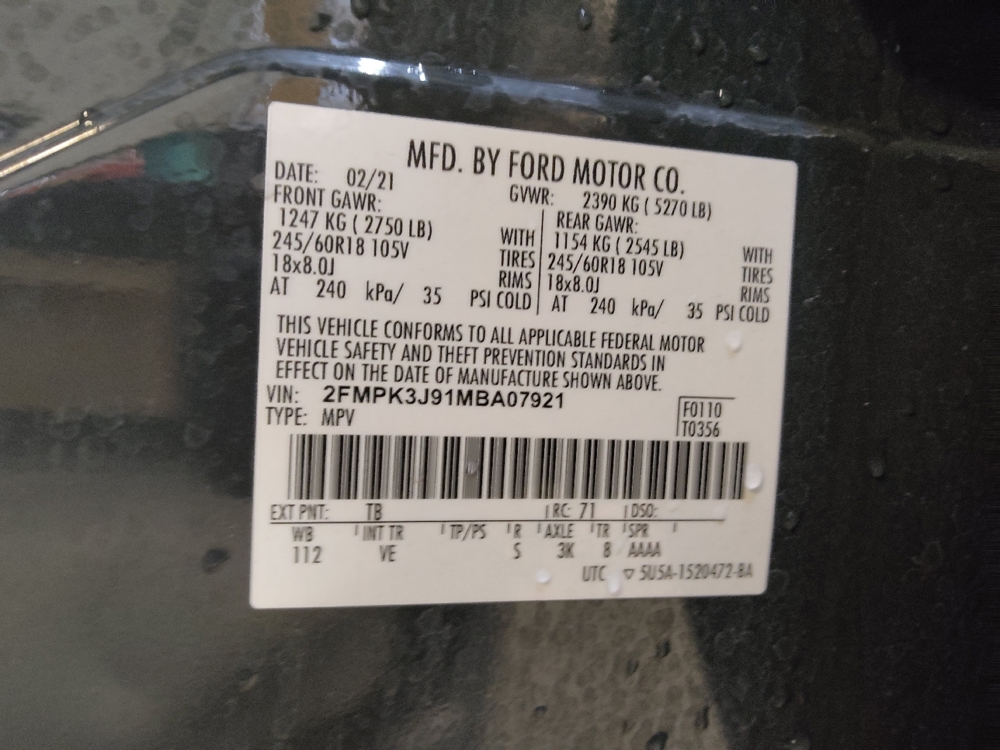 MFD. BY FORD MOTOR CO.
DATE: 02/21 GVWR: 2390 KG ( 5270 LB)
FRONT GAWR: REAR GAWR:
1247 KG ( 2750 LB) WITH 1154 KG ( 2545 LB) WITH
245/60R18 105V TIRES 245/60R18 105V TIRES
18x8.0J RIMS 18x8.0J RIMS
AT 240 kPa/ 35 PSI COLD AT 240 kPa/ 35 PSI COLD
THIS VEHICLE CONFORMS TO ALL APPLICABLE FEDERAL MOTOR
VEHICLE SAFETY AND THEFT PREVENTION STANDARDS IN
EFFECT ON THE DATE OF MANUFACTURE SHOWN ABOVE.
VIN: 2FMPK3J91MBA07921
TYPE: MPV
F0110
T0356
EXT PNT: TB RC: 71 DSO:
WB INT TR TP/PS R AXLE TR SPR
112 VE S 3K 8 AAAA
UTC ▽ 5U5A-1520472-BA